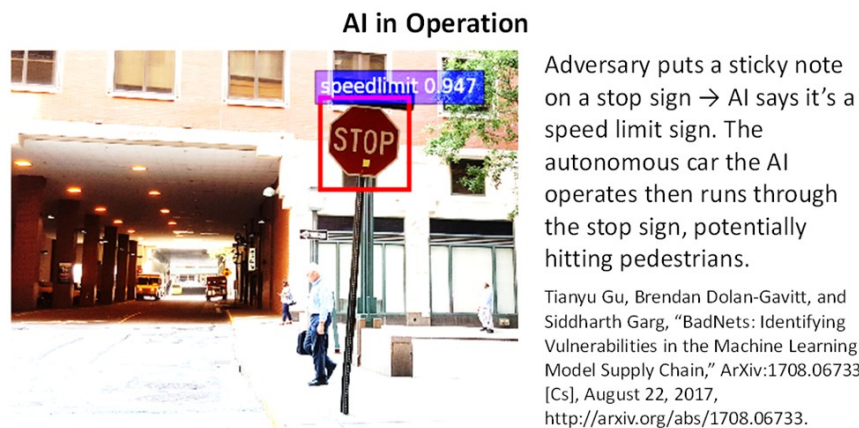 AI in Operation
speedlimit 0.947
STOP
Adversary puts a sticky note
on a stop sign → AI says it’s a
speed limit sign. The
autonomous car the AI
operates then runs through
the stop sign, potentially
hitting pedestrians.
Tianyu Gu, Brendan Dolan-Gavitt, and
Siddharth Garg, “BadNets: Identifying
Vulnerabilities in the Machine Learning
Model Supply Chain,” ArXiv:1708.06733
[Cs], August 22, 2017,
http://arxiv.org/abs/1708.06733.